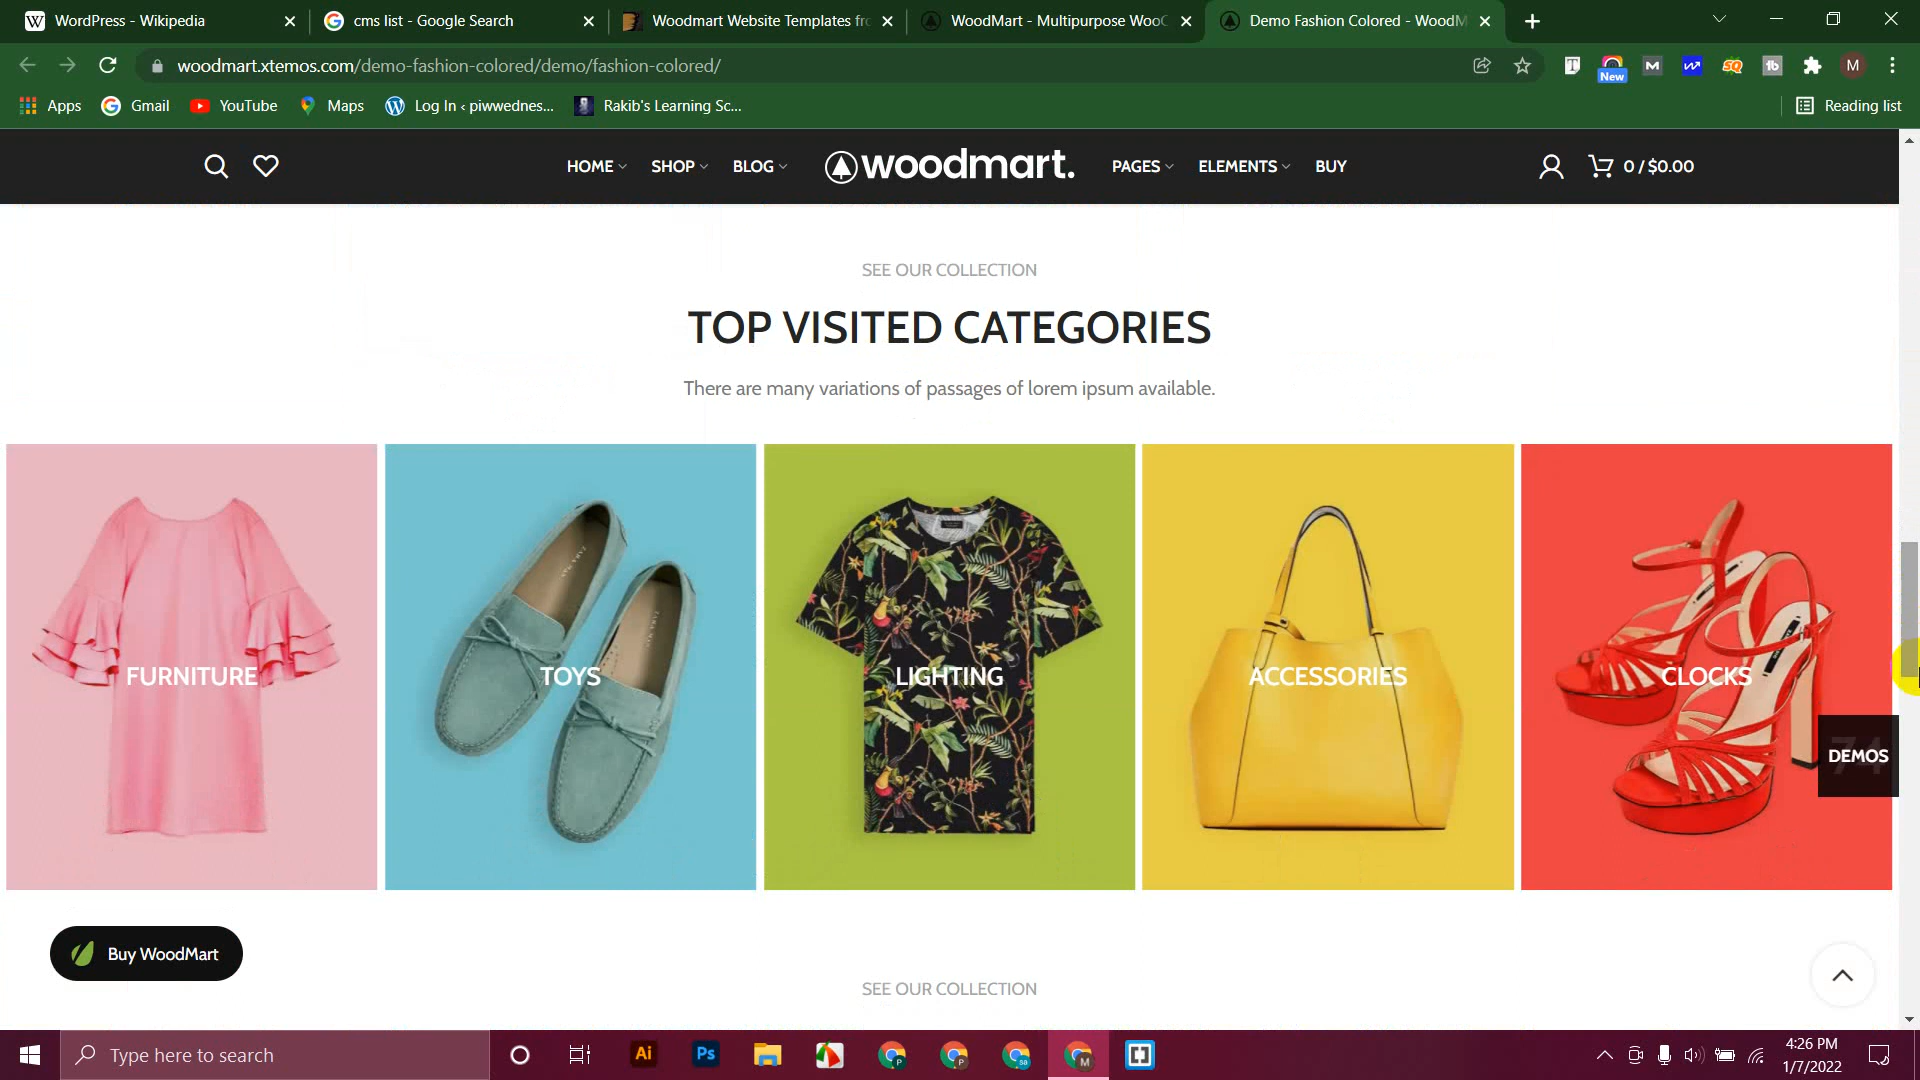 WordPress - Wikipedia
cms list - Google Search
Woodmart Website Templates fr
WoodMart - Multipurpose WooC
Demo Fashion Colored - WoodM
woodmart.xtemos.com/demo-fashion-colored/demo/fashion-colored/
New
M
Apps
Gmail
YouTube
Maps
Log In ‹ piwwednes...
Rakib's Learning Sc...
Reading list
HOME
SHOP
BLOG
woodmart.
PAGES
ELEMENTS
BUY
0 / $0.00
SEE OUR COLLECTION
TOP VISITED CATEGORIES
There are many variations of passages of lorem ipsum available.
FURNITURE
TOYS
LIGHTING
ACCESSORIES
CLOCKS
74
DEMOS
Buy WoodMart
SEE OUR COLLECTION
Type here to search
Ai
Ps
4:26 PM
1/7/2022